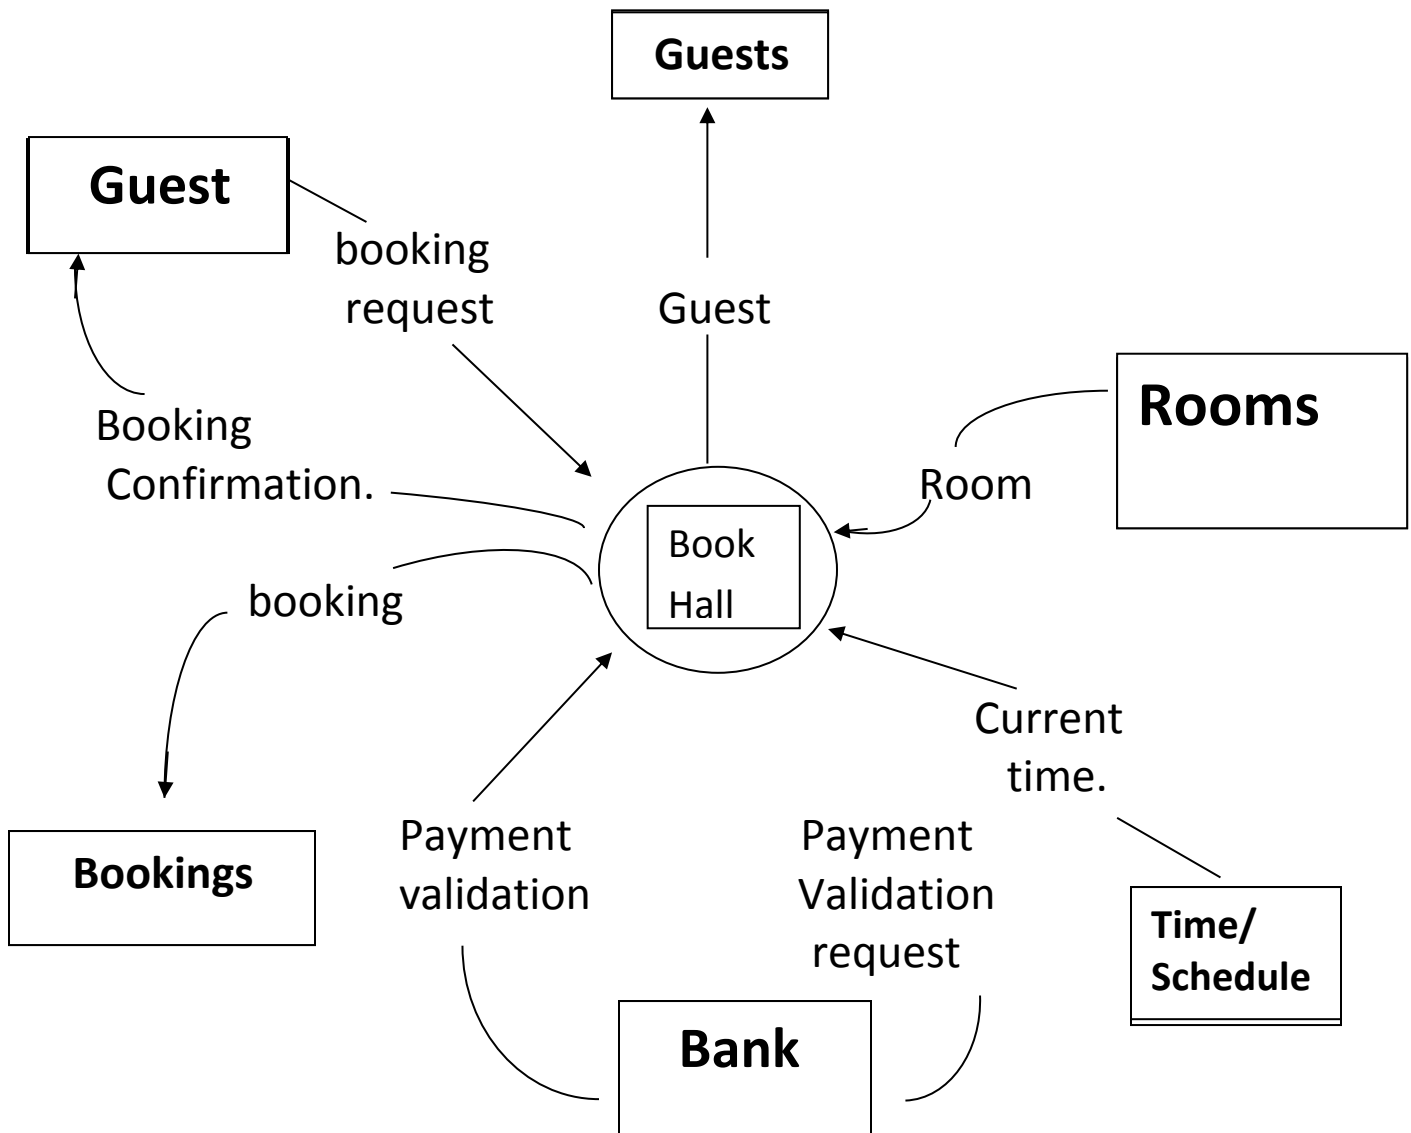 Guests
Guest
booking
request
Guest
Rooms
Booking
Confirmation.
Room
Book
Hall
booking
Current
time.
Payment
validation
Payment
Validation
request
Bookings
Time/
Schedule
Bank